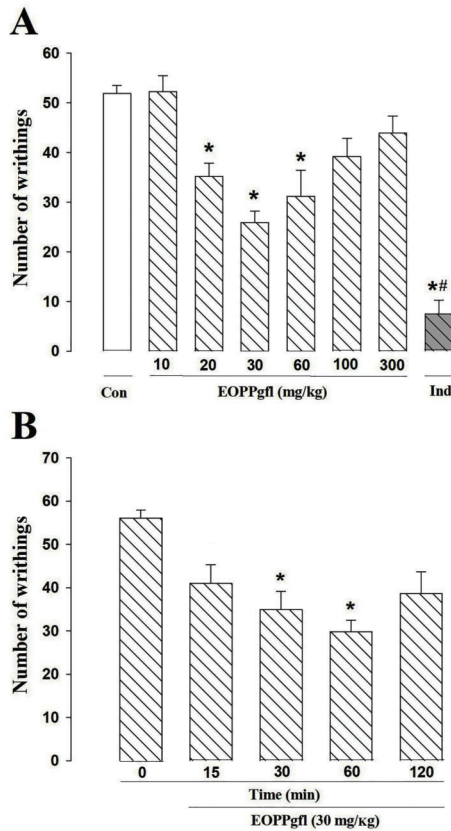 A
60
50
40
30
20
10
0
Number of writhings
*
*
*
*#
10 20 30 60 100 300
Con EOPPgfl (mg/kg) Ind
B
70
60
50
40
30
20
10
0
Number of writhings
*
*
0 15 30 60 120
Time (min)
EOPPgfl (30 mg/кg)